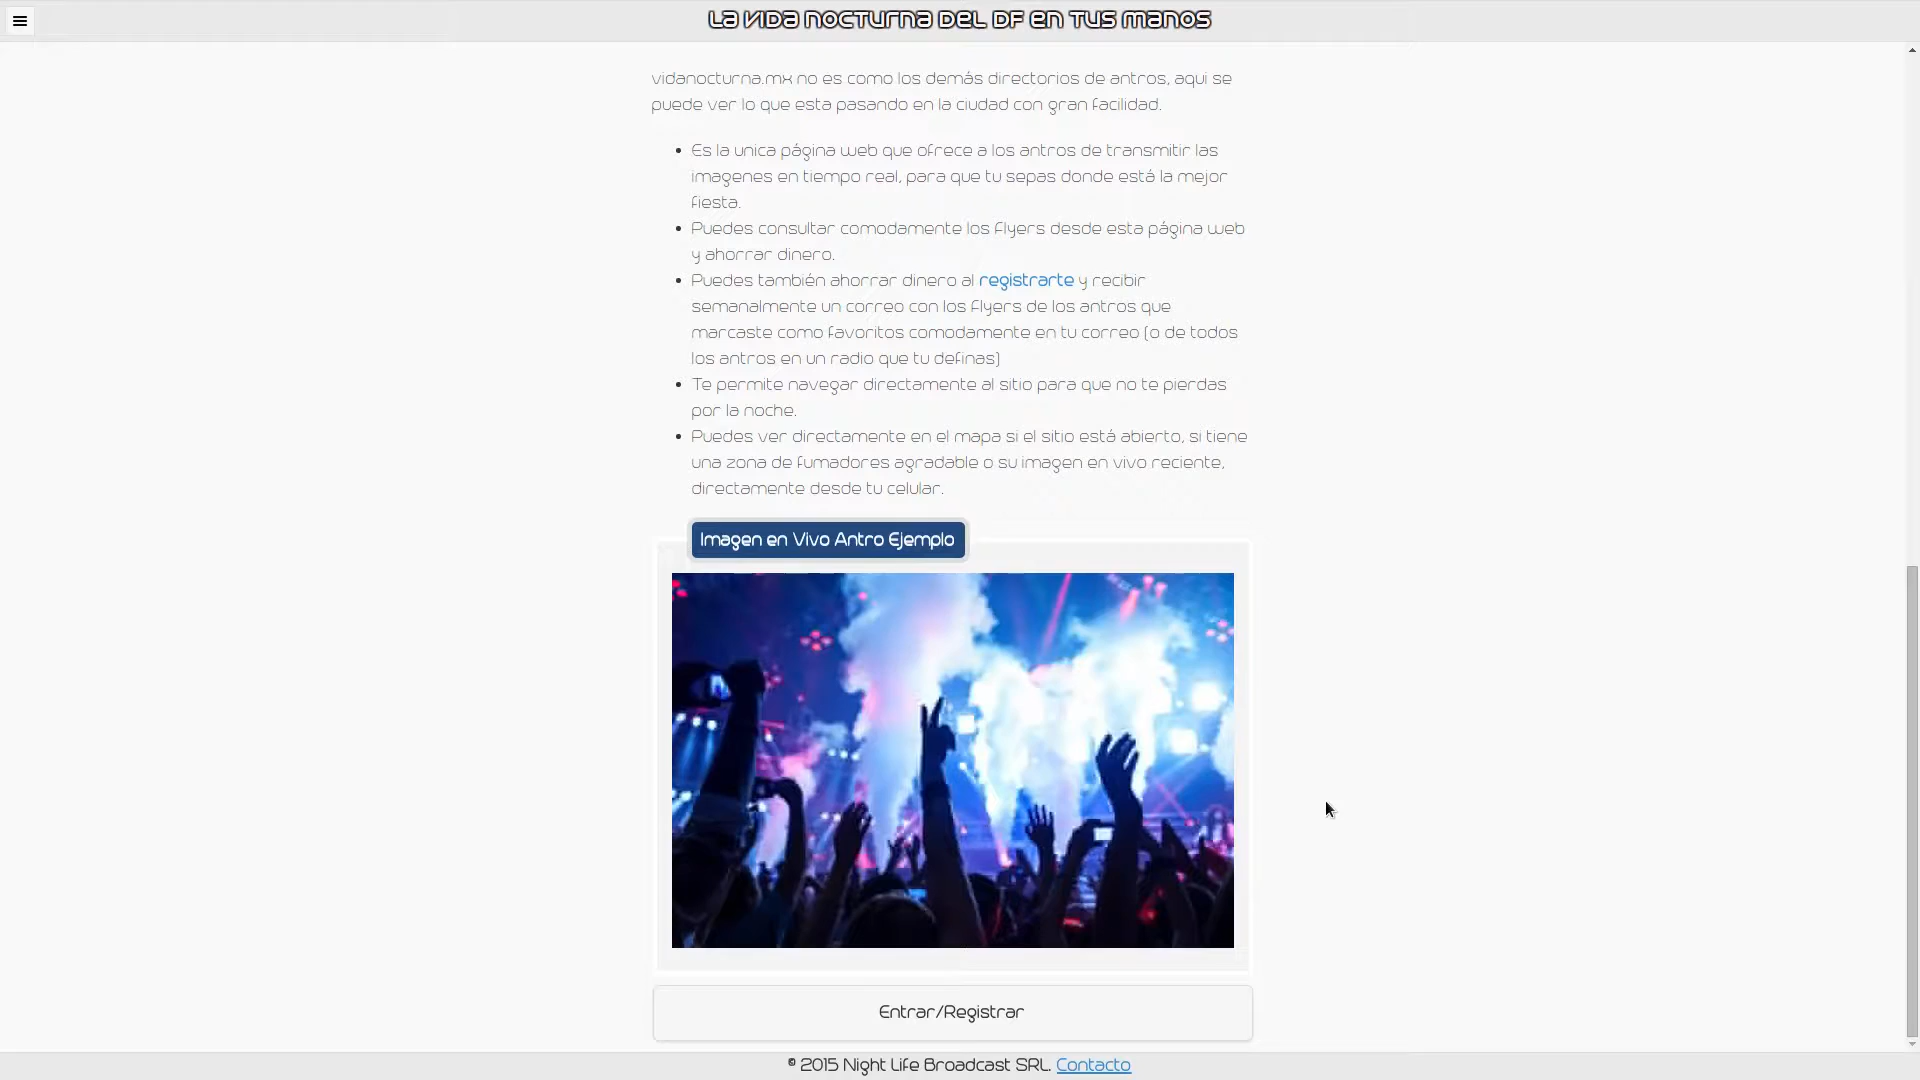 La vida nocturna del DF en tus manos
vidanocturna.mx no es como los demás directorios de antros, aqui se
puede ver lo que esta pasando en la ciudad con gran facilidad.
• Es la unica página web que ofrece a los antros de transmitir las
imagenes en tiempo real, para que tu sepas donde está la mejor
fiesta.
• Puedes consultar comodamente los flyers desde esta página web
y ahorrar dinero.
• Puedes también ahorrar dinero al registrarte y recibir
semanalmente un correo con los flyers de los antros que
marcaste como favoritos comodamente en tu correo (o de todos
los antros en un radio que tu definas)
• Te permite navegar directamente al sitio para que no te pierdas
por la noche.
• Puedes ver directamente en el mapa si el sitio está abierto, si tiene
una zona de fumadores agradable o su imagen en vivo reciente,
directamente desde tu celular.
Imagen en Vivo Antro Ejemplo
Entrar/Registrar
© 2015 Night Life Broadcast SRL. Contacto